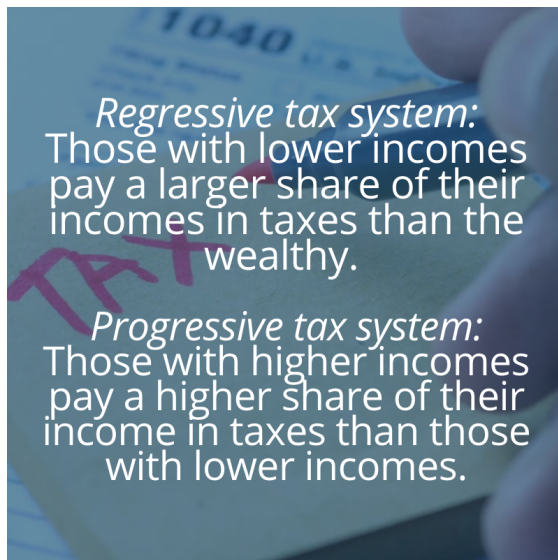 1040
Regressive tax system:
Those with lower incomes
pay a larger share of their
incomes in taxes than the
wealthy.
TAX
Progressive tax system:
Those with higher incomes
pay a higher share of their
income in taxes than those
with lower incomes.